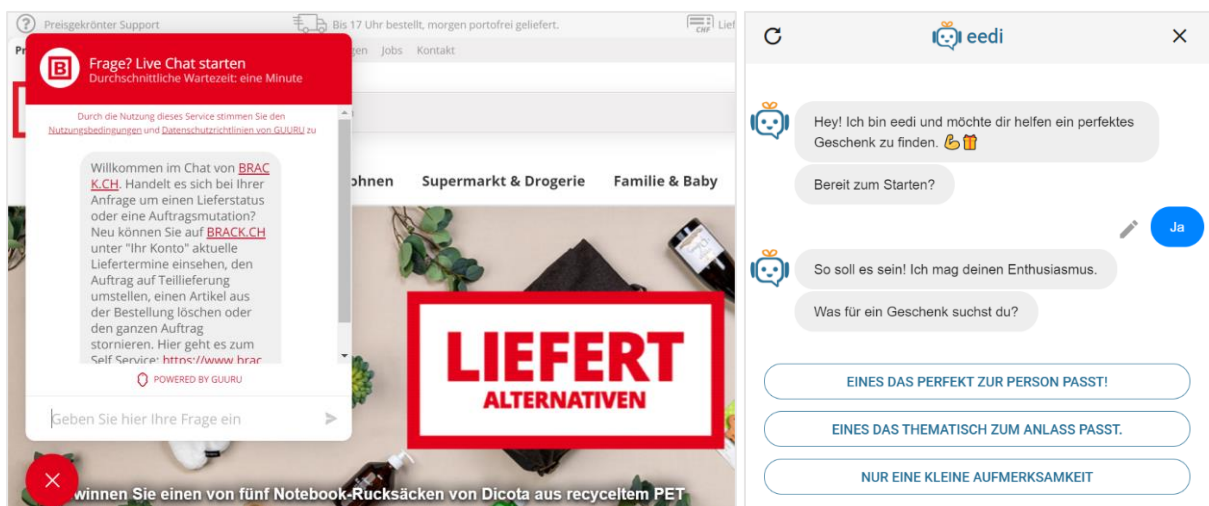 Preisgekrönter Support
Bis 17 Uhr bestellt, morgen portofrei geliefert.
CHF
Lief
Pr
gen Jobs Kontakt
B
Frage? Live Chat starten
Durchschnittliche Wartezeit: eine Minute
Durch die Nutzung dieses Service stimmen Sie den
Nutzungsbedingungen und Datenschutzrichtlinien von GUURU zu
Willkommen im Chat von BRAC
K.CH. Handelt es sich bei Ihrer
Anfrage um einen Lieferstatus
oder eine Auftragsmutation?
Neu können Sie auf BRACK.CH
unter "Ihr Konto" aktuelle
Liefertermine einsehen, den
Auftrag auf Teillieferung
umstellen, einen Artikel aus
der Bestellung löschen oder
den ganzen Auftrag
stornieren. Hier geht es zum
Self Service: https://www.brac
POWERED BY GUURU
Geben Sie hier Ihre Frage ein
ohnen Supermarkt & Drogerie Familie & Baby
LIEFERT
ALTERNATIVEN
winnen Sie einen von fünf Notebook-Rucksäcken von Dicota aus recyceltem PET
eedi
Hey! Ich bin eedi und möchte dir helfen ein perfektes
Geschenk zu finden. 💪🎁
Bereit zum Starten?
Ja
So soll es sein! Ich mag deinen Enthusiasmus.
Was für ein Geschenk suchst du?
EINES DAS PERFEKT ZUR PERSON PASST!
EINES DAS THEMATISCH ZUM ANLASS PASST.
NUR EINE KLEINE AUFMERKSAMKEIT